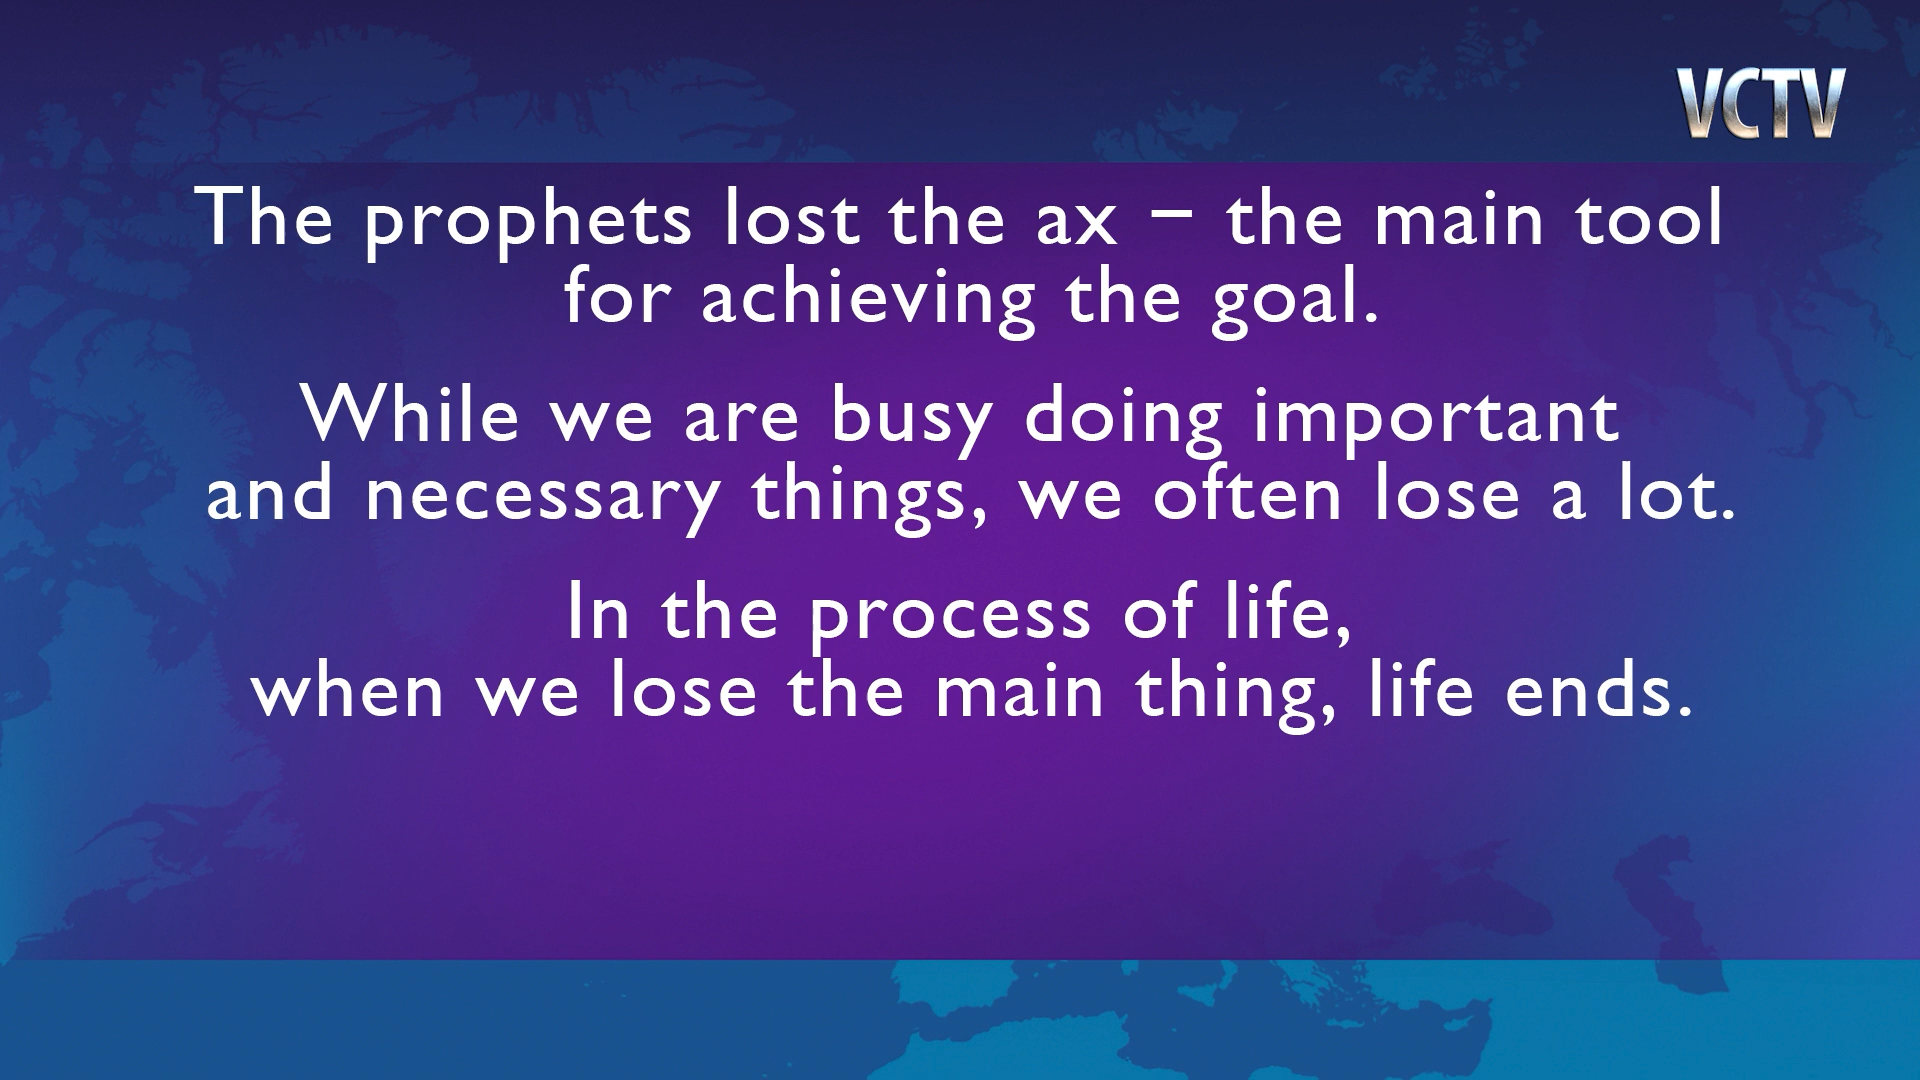 VCTV
The prophets lost the ax – the main tool
for achieving the goal.
While we are busy doing important
and necessary things, we often lose a lot.
In the process of life,
when we lose the main thing, life ends.